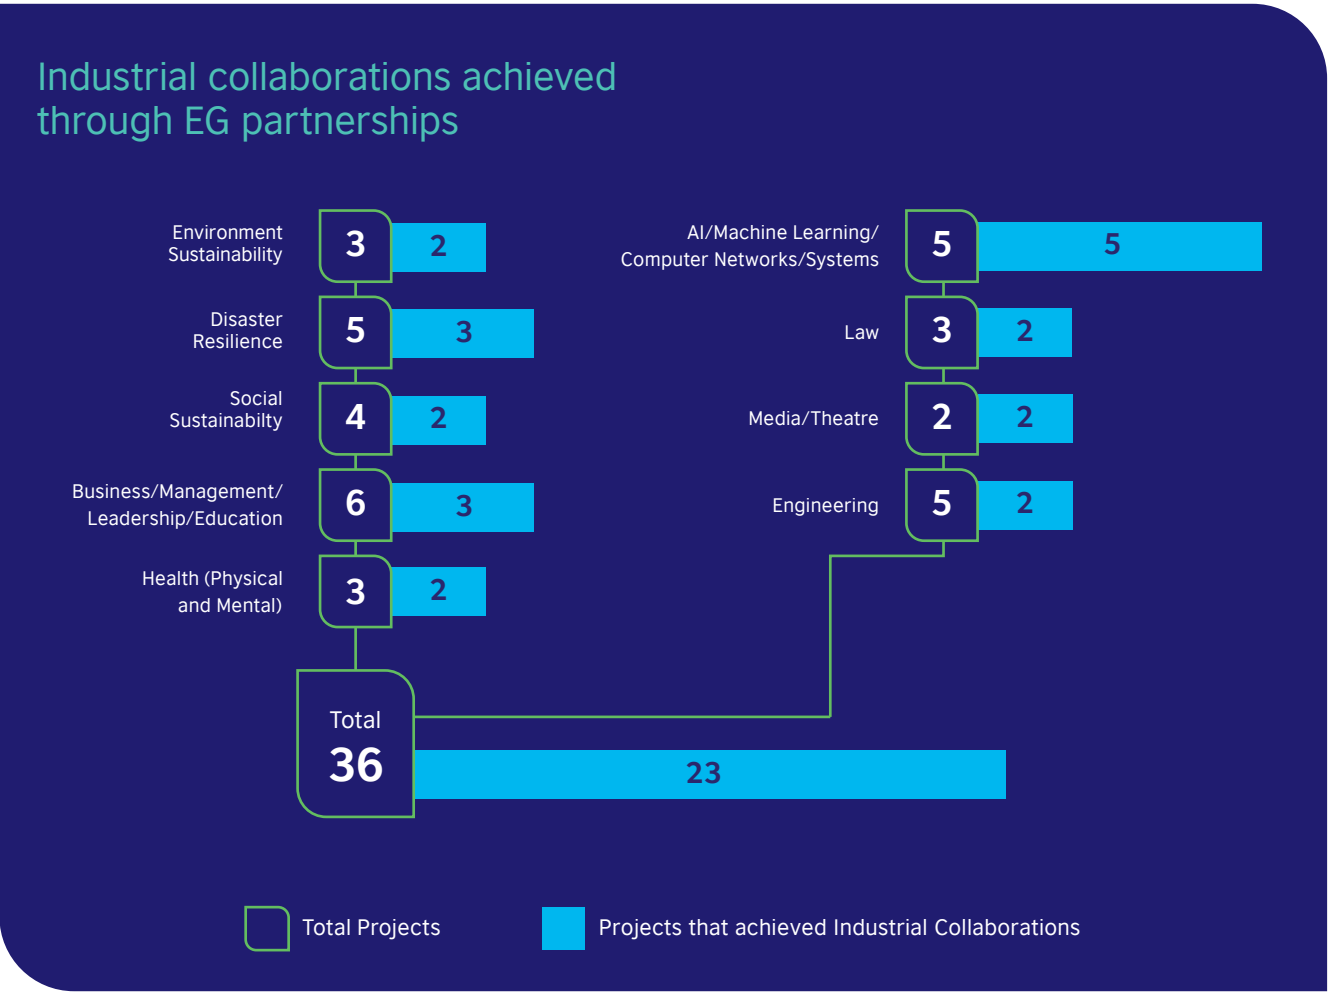 Industrial collaborations achieved
through EG partnerships
Environment
Sustainability
3
2
Disaster
Resilience
5
3
Social
Sustainabilty
4
2
Business/Management/
Leadership/Education
6
3
Health (Physical
and Mental)
3
2
AI/Machine Learning/
Computer Networks/Systems
5
5
Law
3
2
Media/Theatre
2
2
Engineering
5
2
Total
36
23
Total Projects
Projects that achieved Industrial Collaborations